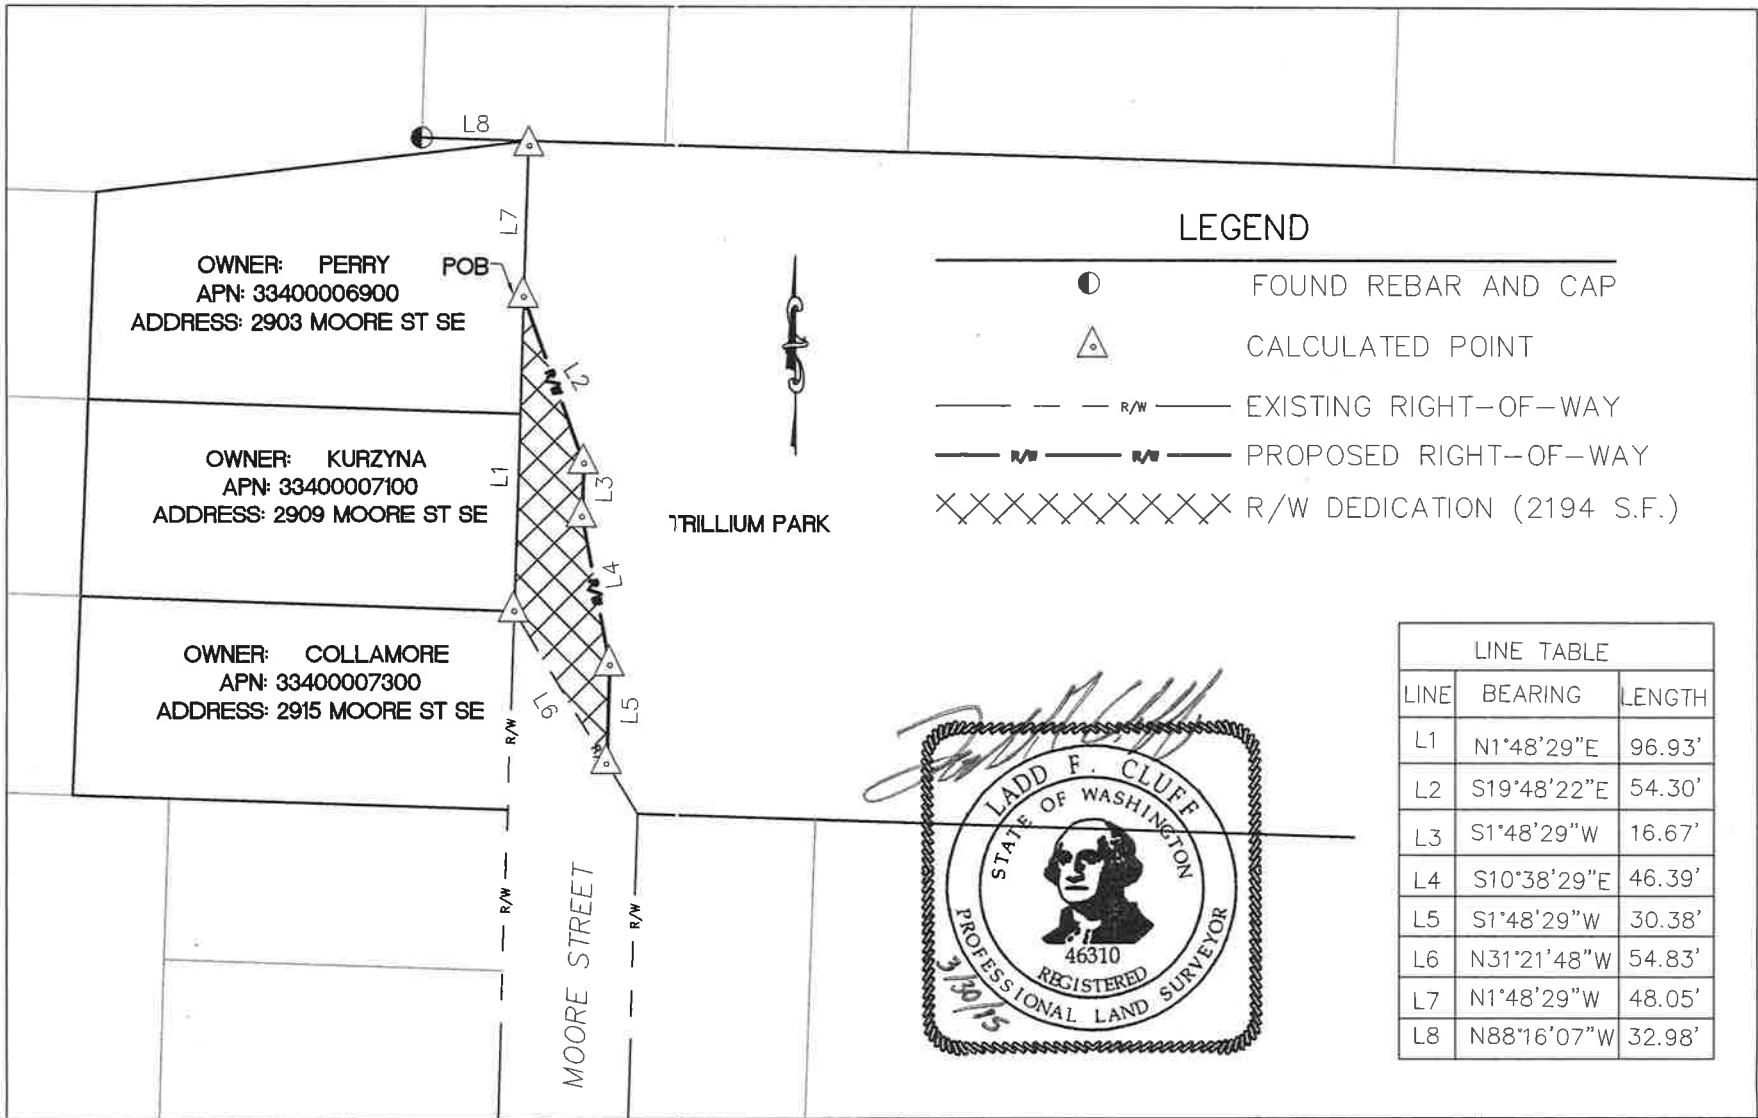 L8
L7
OWNER: PERRY
APN: 33400006900
ADDRESS: 2903 MOORE ST SE
POB
R/W
L2
L1
OWNER: KURZYNA
APN: 33400007100
ADDRESS: 2909 MOORE ST SE
L3
TRILLIUM PARK
L4
R/W
OWNER: COLLAMORE
APN: 33400007300
ADDRESS: 2915 MOORE ST SE
L6
L5
R/W
R/W
R/W
MOORE STREET
LEGEND
FOUND REBAR AND CAP
CALCULATED POINT
R/W EXISTING RIGHT-OF-WAY
R/W R/W PROPOSED RIGHT-OF-WAY
R/W DEDICATION (2194 S.F.)
LADD F. CLUFF
STATE OF WASHINGTON
46310
REGISTERED
PROFESSIONAL LAND SURVEYOR
3/30/15
LINE TABLE
LINE BEARING LENGTH
L1 N1°48'29"E 96.93'
L2 S19°48'22"E 54.30'
L3 S1°48'29"W 16.67'
L4 S10°38'29"E 46.39'
L5 S1°48'29"W 30.38'
L6 N31°21'48"W 54.83'
L7 N1°48'29"W 48.05'
L8 N88°16'07"W 32.98'